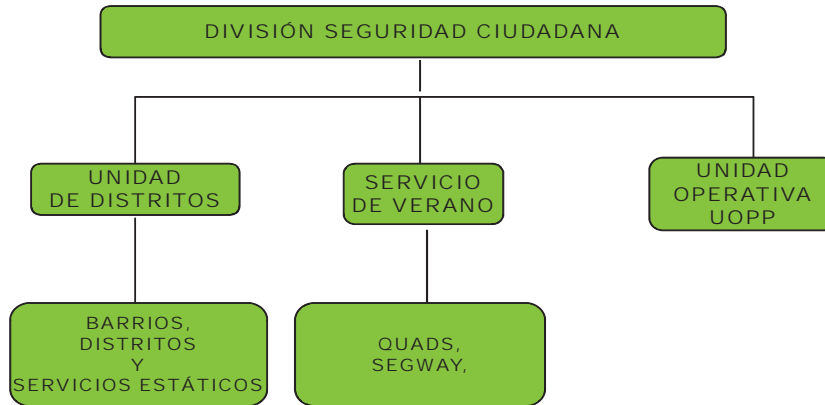 DIVISIÓN SEGURIDAD CIUDADANA
UNIDAD
DE DISTRITOS
SERVICIO
DE VERANO
UNIDAD
OPERATIVA
UOPP
BARRIOS,
DISTRITOS
Y
SERVICIOS ESTÁTICOS
QUADS,
SEGWAY,